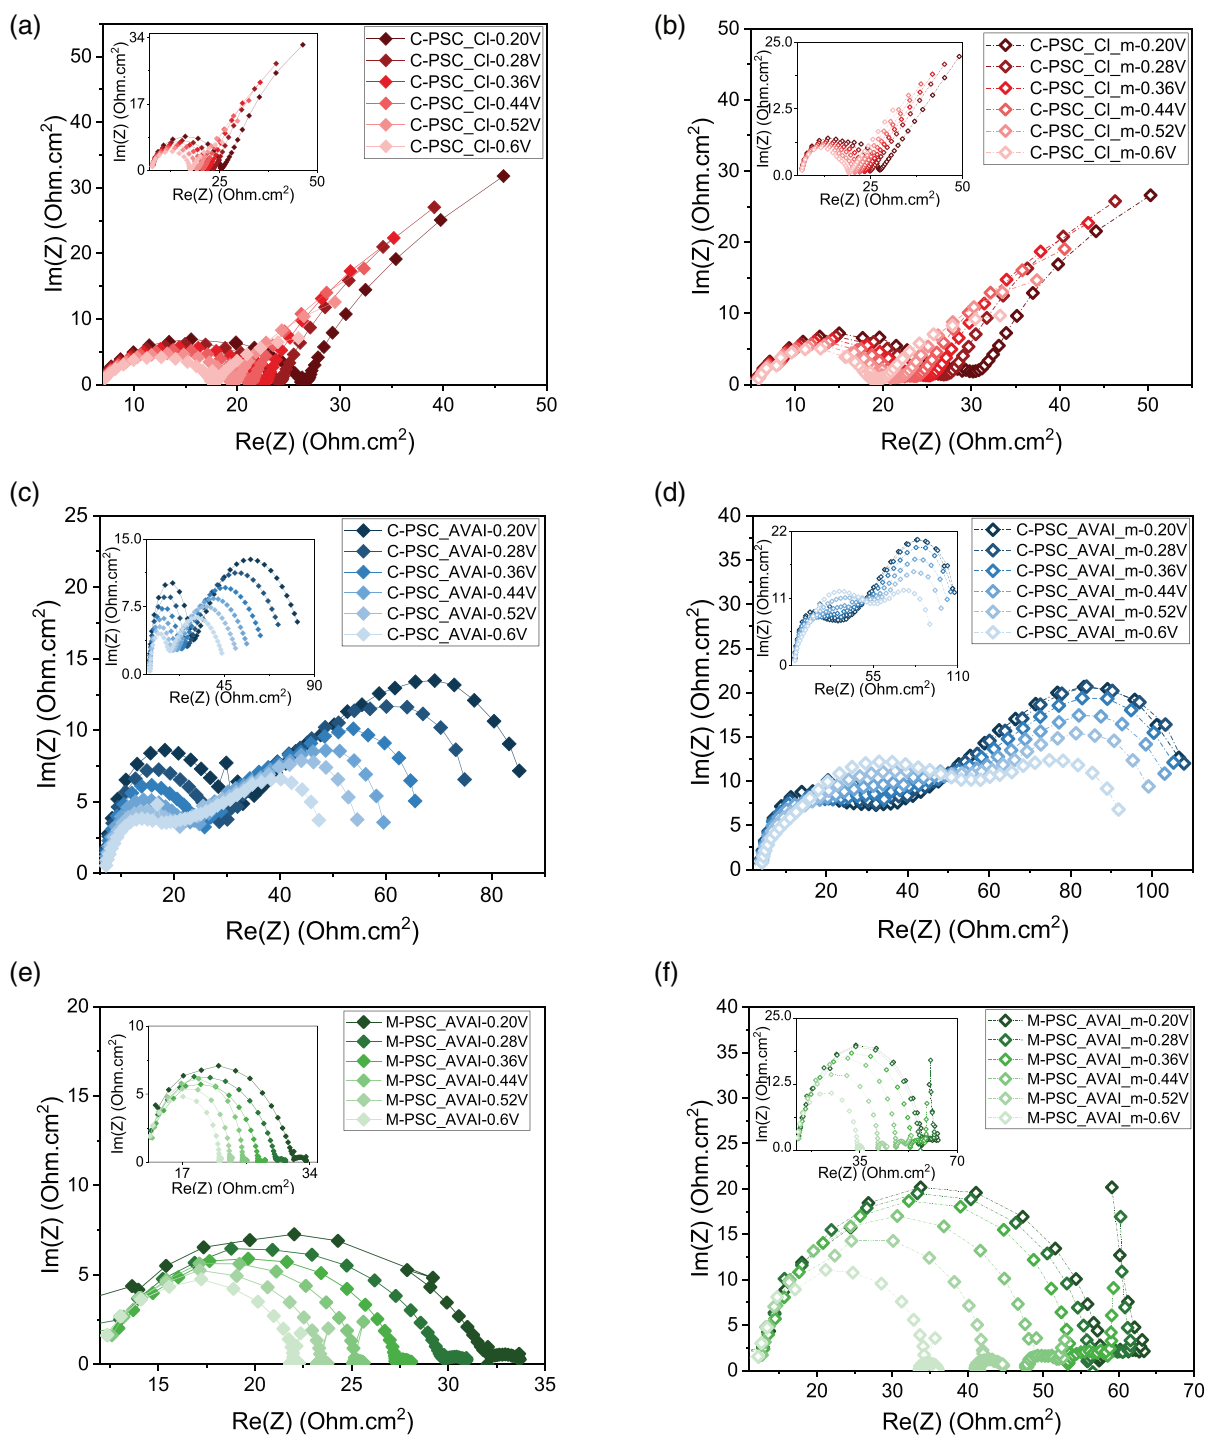 (a)
Im(Z) (Ohm.cm²)
50
40
30
20
10
0
10
20
30
40
50
Re(Z) (Ohm.cm²)
Im(Z) (Ohm.cm²)
34
17
0
25
50
Re(Z) (Ohm.cm²)
C-PSC_Cl-0.20V
C-PSC_Cl-0.28V
C-PSC_Cl-0.36V
C-PSC_Cl-0.44V
C-PSC_Cl-0.52V
C-PSC_Cl-0.6V
(b)
Im(Z) (Ohm.cm²)
50
40
30
20
10
0
10
20
30
40
50
Re(Z) (Ohm.cm²)
Im(Z) (Ohm.cm²)
25.0
12.5
0.0
25
50
Re(Z) (Ohm.cm²)
C-PSC_Cl_m-0.20V
C-PSC_Cl_m-0.28V
C-PSC_Cl_m-0.36V
C-PSC_Cl_m-0.44V
C-PSC_Cl_m-0.52V
C-PSC_Cl_m-0.6V
(c)
Im(Z) (Ohm.cm²)
25
20
15
10
5
0
20
40
60
80
Re(Z) (Ohm.cm²)
Im(Z) (Ohm.cm²)
15.0
7.5
0.0
45
90
Re(Z) (Ohm.cm²)
C-PSC_AVAI-0.20V
C-PSC_AVAI-0.28V
C-PSC_AVAI-0.36V
C-PSC_AVAI-0.44V
C-PSC_AVAI-0.52V
C-PSC_AVAI-0.6V
(d)
Im(Z) (Ohm.cm²)
40
35
30
25
20
15
10
5
0
20
40
60
80
100
Re(Z) (Ohm.cm²)
Im(Z) (Ohm.cm²)
22
11
0
55
110
Re(Z) (Ohm.cm²)
C-PSC_AVAI_m-0.20V
C-PSC_AVAI_m-0.28V
C-PSC_AVAI_m-0.36V
C-PSC_AVAI_m-0.44V
C-PSC_AVAI_m-0.52V
C-PSC_AVAI_m-0.6V
(e)
Im(Z) (Ohm.cm²)
20
15
10
5
0
15
20
25
30
35
Re(Z) (Ohm.cm²)
Im(Z) (Ohm.cm²)
10
5
0
17
34
Re(Z) (Ohm.cm²)
M-PSC_AVAI-0.20V
M-PSC_AVAI-0.28V
M-PSC_AVAI-0.36V
M-PSC_AVAI-0.44V
M-PSC_AVAI-0.52V
M-PSC_AVAI-0.6V
(f)
Im(Z) (Ohm.cm²)
40
35
30
25
20
15
10
5
0
20
30
40
50
60
70
Re(Z) (Ohm.cm²)
Im(Z) (Ohm.cm²)
25.0
12.5
0.0
35
70
Re(Z) (Ohm.cm²)
M-PSC_AVAI_m-0.20V
M-PSC_AVAI_m-0.28V
M-PSC_AVAI_m-0.36V
M-PSC_AVAI_m-0.44V
M-PSC_AVAI_m-0.52V
M-PSC_AVAI_m-0.6V